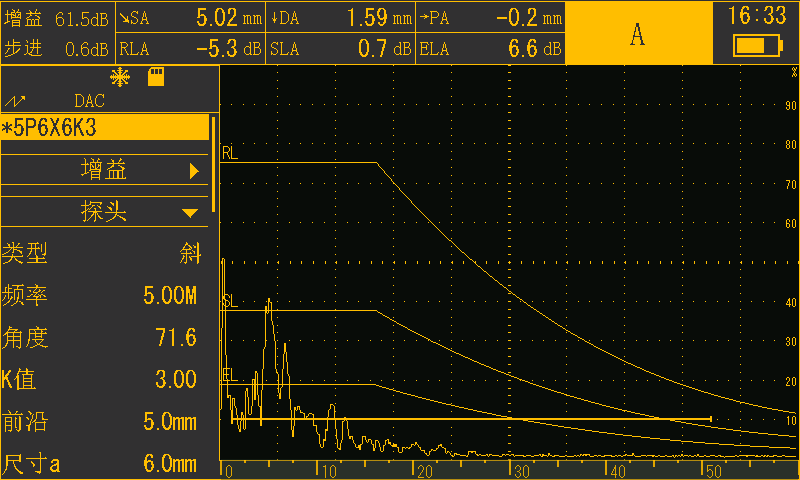 增益 61.5dB ↘SA 5.02 mm ↓DA 1.59 mm →PA -0.2 mm A 16:33
步进 0.6dB RLA -5.3 dB SLA 0.7 dB ELA 6.6 dB
DAC
*5P6X6K3
增益
探头
类型 斜
频率 5.00M
角度 71.6
K值 3.00
前沿 5.0mm
尺寸a 6.0mm
RL
SL
EL
%
90
80
70
60
50
40
30
20
10
0 10 20 30 40 50